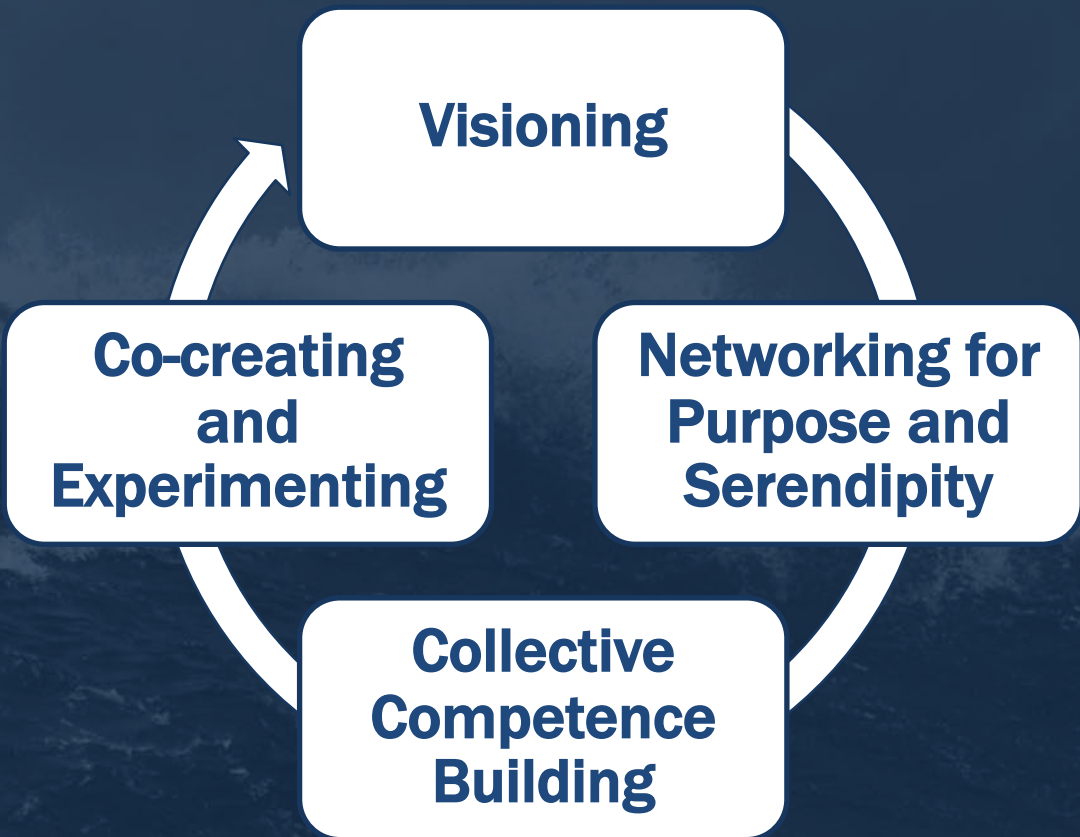 Visioning
Networking for
Purpose and
Serendipity
Collective
Competence
Building
Co-creating
and
Experimenting